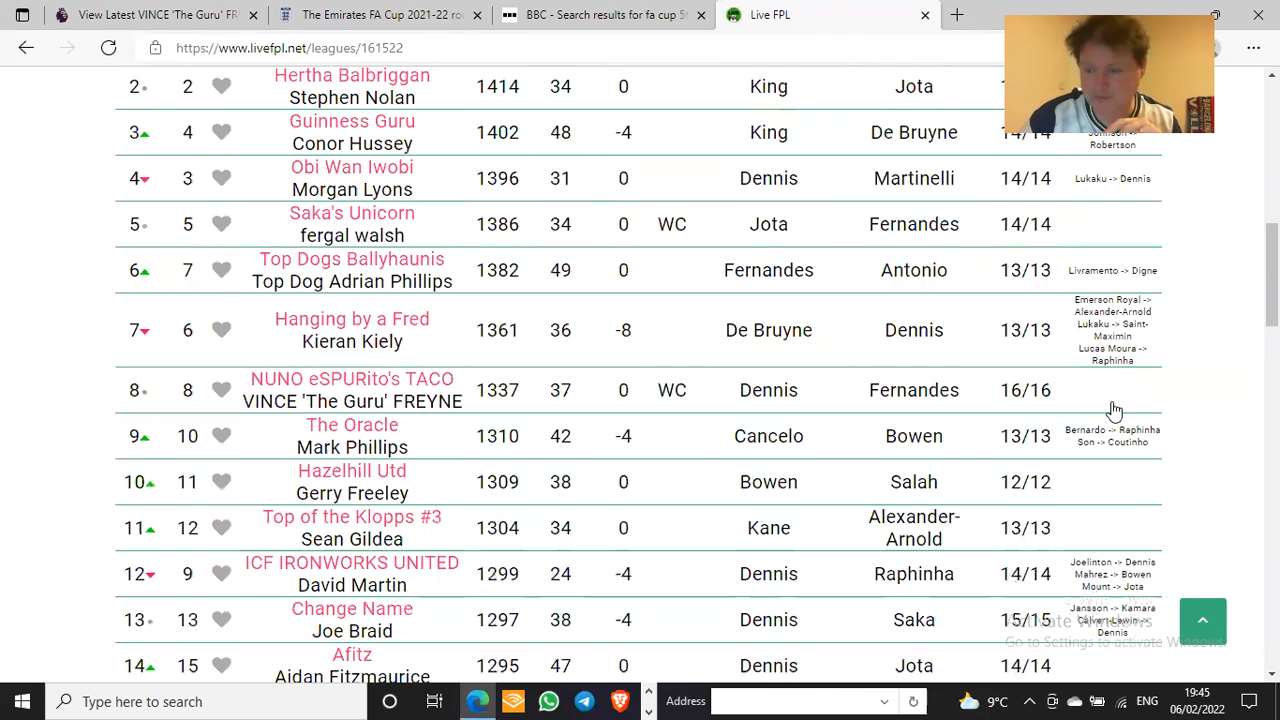 View Latest VINCE 'The Guru' FR
The Emirates FA Cup 2021-22 ro
BBC - Search results for fa cup 5t
Live FPL
https://www.livefpl.net/leagues/161522
2 2 Hertha Balbriggan 1414 34 0 King Jota
Stephen Nolan
3 4 Guinness Guru 1402 48 -4 King De Bruyne 14/14
Conor Hussey Robertson
4 3 Obi Wan Iwobi 1396 31 0 Dennis Martinelli 14/14 Lukaku -> Dennis
Morgan Lyons
5 5 Saka's Unicorn 1386 34 0 WC Jota Fernandes 14/14
fergal walsh
6 7 Top Dogs Ballyhaunis 1382 49 0 Fernandes Antonio 13/13 Livramento -> Digne
Top Dog Adrian Phillips
Emerson Royal ->
Alexander-Arnold
7 6 Hanging by a Fred 1361 36 -8 De Bruyne Dennis 13/13 Lukaku -> Saint-
Kieran Kiely Maximin
Lucas Moura ->
Raphinha
8 8 NUNO eSPURito's TACO 1337 37 0 WC Dennis Fernandes 16/16
VINCE 'The Guru' FREYNE
9 10 The Oracle 1310 42 -4 Cancelo Bowen 13/13 Bernardo -> Raphinha
Mark Phillips Son -> Coutinho
10 11 Hazelhill Utd 1309 38 0 Bowen Salah 12/12
Gerry Freeley
11 12 Top of the Klopps #3 1304 34 0 Kane Alexander- 13/13
Sean Gildea Arnold
12 9 ICF IRONWORKS UNITED 1299 24 -4 Dennis Raphinha 14/14 Joelinton -> Dennis
David Martin Mahrez -> Bowen
Mount -> Jota
13 13 Change Name 1297 38 -4 Dennis Saka 15/15 Jansson -> Kamara
Joe Braid Calvert-Lewin ->
Dennis
14 15 Afitz 1295 47 0 Dennis Jota 14/14
Aidan Fitzmaurice
Activate Windows
Go to Settings to activate Windows.
Type here to search
Address
9°C
ENG
19:45
06/02/2022